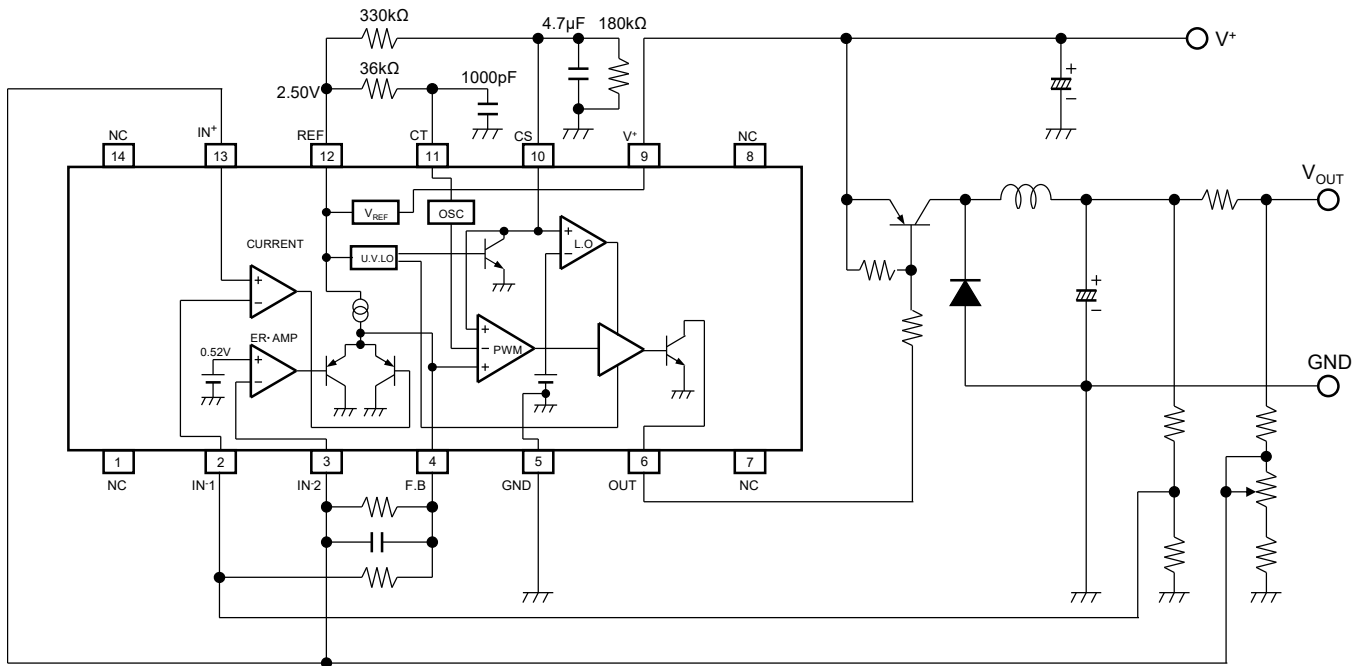 330kΩ
4.7µF
180kΩ
V+
36kΩ
1000pF
2.50V
NC
IN+
REF
CT
CS
V+
NC
14
13
12
11
10
9
8
VREF
OSC
VOUT
CURRENT
U.V.LO
L.O
+
−
+
−
+
−
+
−
ER·AMP
0.52V
+
−
+
−
+
PWM
+
−
GND
1
2
3
4
5
6
7
NC
IN-1
IN-2
F.B
GND
OUT
NC